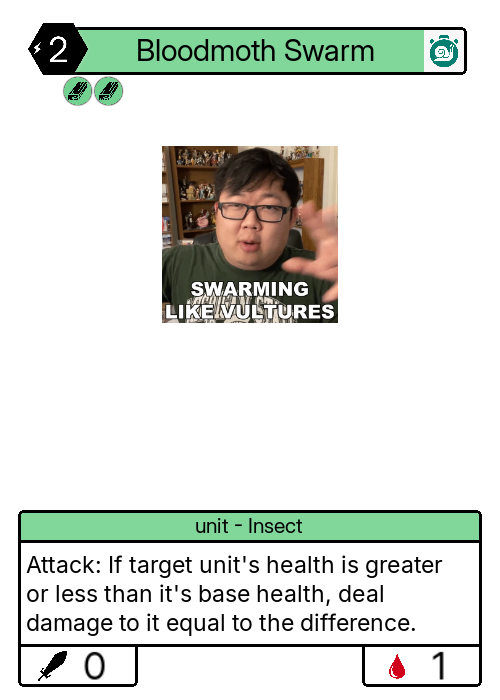 2
Bloodmoth Swarm
SWARMING
LIKE VULTURES
unit - Insect
Attack: If target unit's health is greater
or less than it's base health, deal
damage to it equal to the difference.
0
1